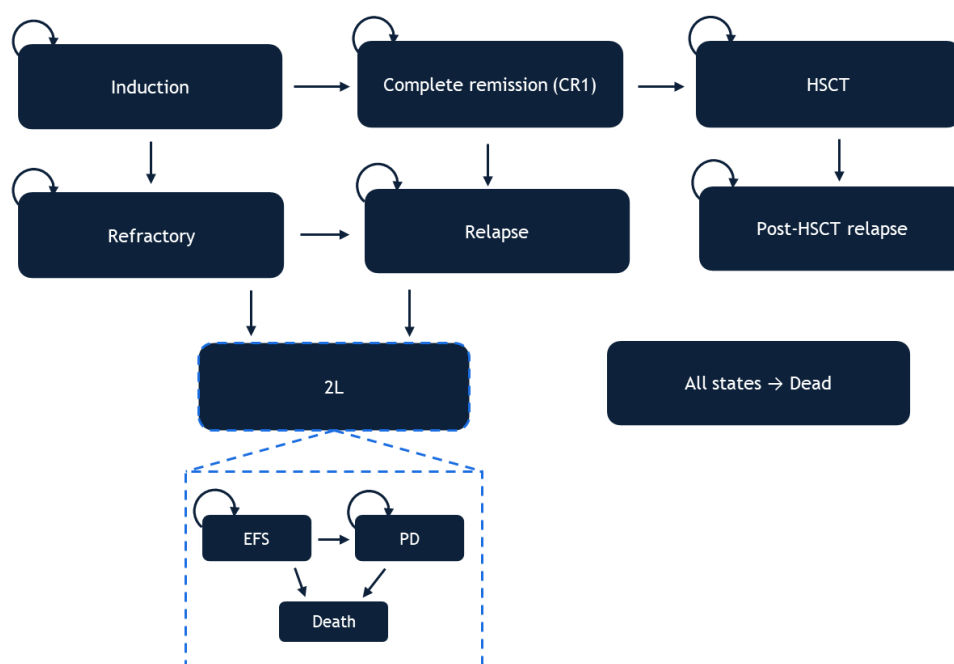 Induction
Complete remission (CR1)
HSCT
Refractory
Relapse
Post-HSCT relapse
2L
All states → Dead
EFS
PD
Death